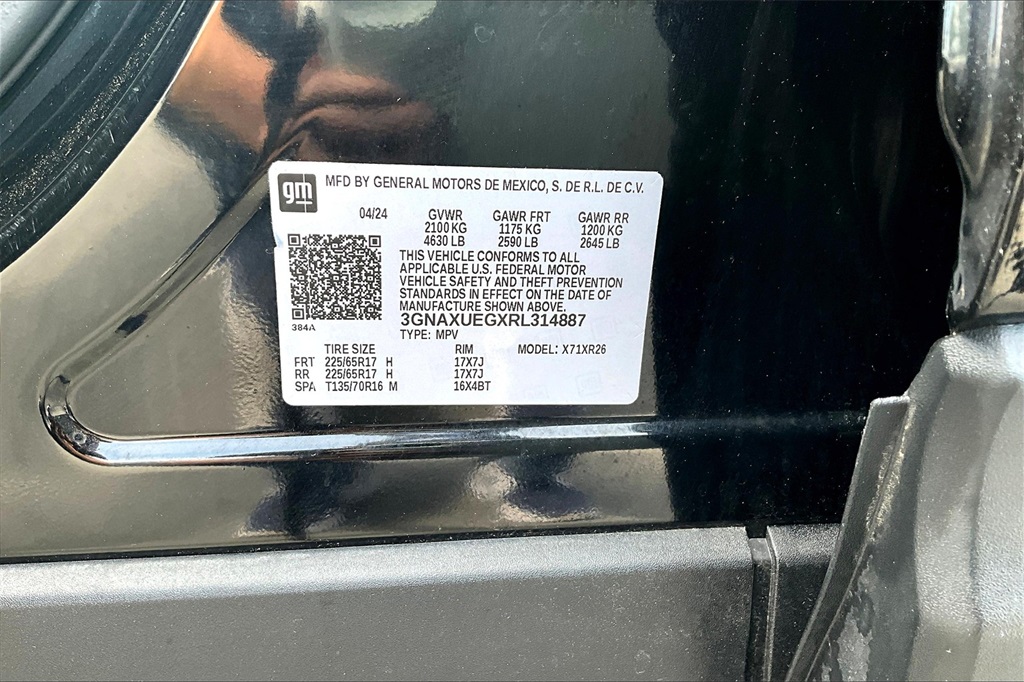 gm MFD BY GENERAL MOTORS DE MEXICO, S. DE R.L. DE C.V.
04/24 GVWR GAWR FRT GAWR RR
2100 KG 1175 KG 1200 KG
4630 LB 2590 LB 2645 LB
THIS VEHICLE CONFORMS TO ALL
APPLICABLE U.S. FEDERAL MOTOR
VEHICLE SAFETY AND THEFT PREVENTION
STANDARDS IN EFFECT ON THE DATE OF
MANUFACTURE SHOWN ABOVE.
384A 3GNAXUEGXRL314887
TYPE: MPV
TIRE SIZE RIM MODEL: X71XR26
FRT 225/65R17 H 17X7J
RR 225/65R17 H 17X7J
SPA T135/70R16 M 16X4BT